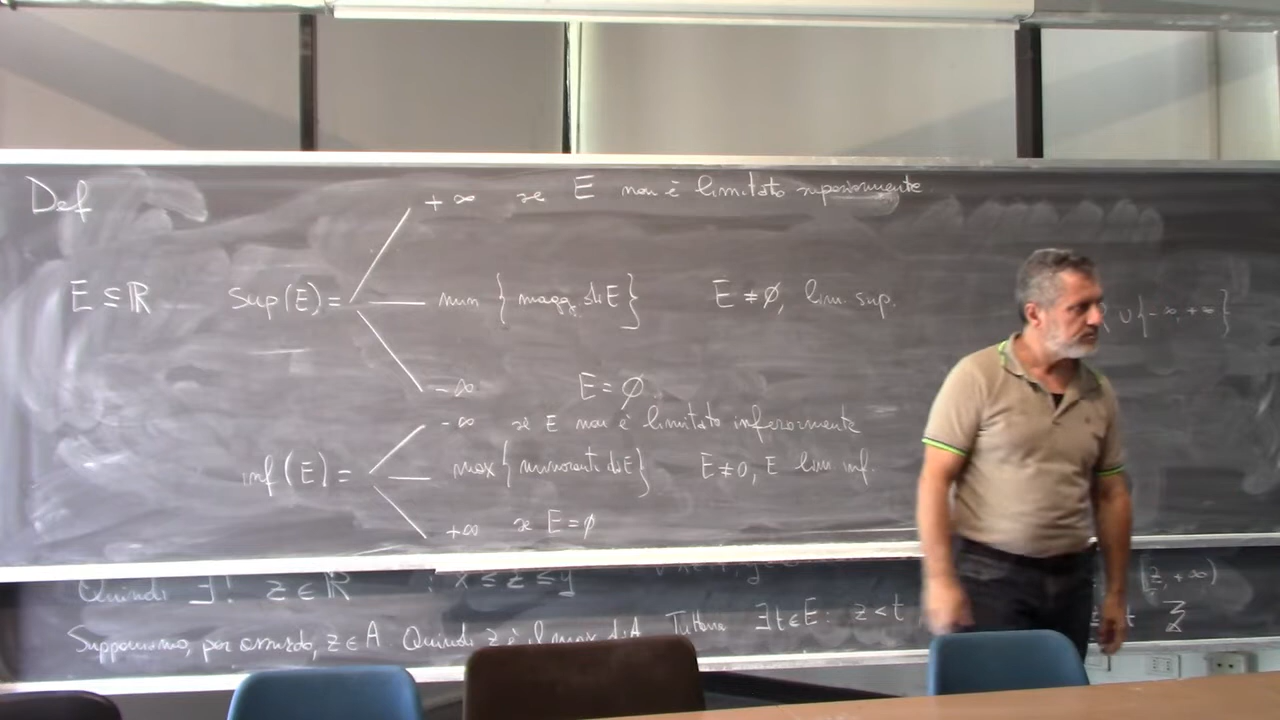 Def
+∞ se E non è limitato superiormente
E ⊆ ℝ sup(E) = min { magg. di E } E ≠ ∅, lim. sup. ∪ {-∞, +∞}
-∞ E = ∅.
-∞ se E non è limitato inferiormente
inf(E) = max { minoranti di E } E ≠ 0, E lim inf.
+∞ se E = ∅
Quindi ∃! z ∈ ℝ : x ≤ z ≤ y
Supponiamo, per assurdo, z ∈ A. Quindi z è il max di A. Tuttavia ∃ t ∈ E : z < t